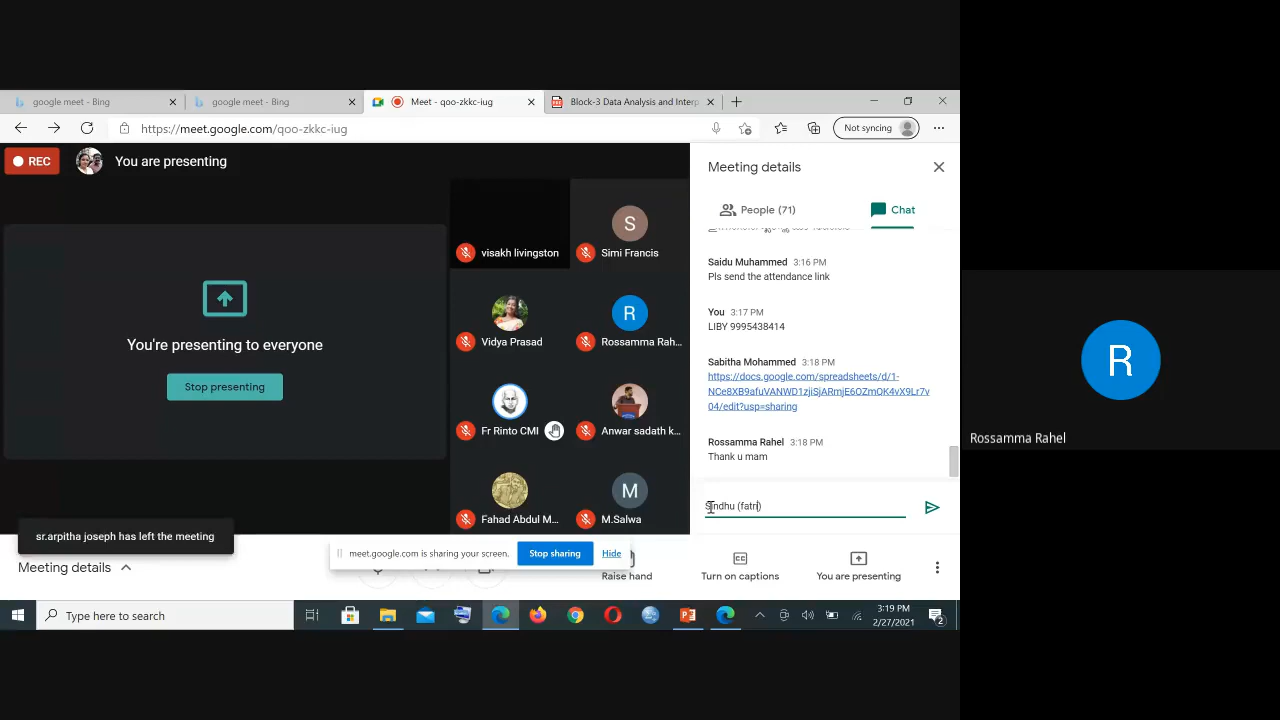 google meet - Bing
google meet - Bing
Meet - qoo-zkkc-iug
Block-3 Data Analysis and Interp
https://meet.google.com/qoo-zkkc-iug
Not syncing
REC
You are presenting
Meeting details
People (71)
Chat
Saidu Muhammed 3:16 PM
Pls send the attendance link
You 3:17 PM
LIBY 9995438414
Sabitha Mohammed 3:18 PM
https://docs.google.com/spreadsheets/d/1-
NCe8XB9afuVANWD1zjiSjARmjE6OZmQK4vX9Lr7v
04/edit?usp=sharing
Rossamma Rahel 3:18 PM
Thank u mam
Sindhu (fatri)
You're presenting to everyone
Stop presenting
visakh livingston
S
Simi Francis
Vidya Prasad
R
Rossamma Rah...
Fr Rinto CMI
Anwar sadath k...
Fahad Abdul M...
M
M.Salwa
sr.arpitha joseph has left the meeting
meet.google.com is sharing your screen.
Stop sharing
Hide
Meeting details
Raise hand
Turn on captions
You are presenting
Type here to search
3:19 PM
2/27/2021
2
R
Rossamma Rahel